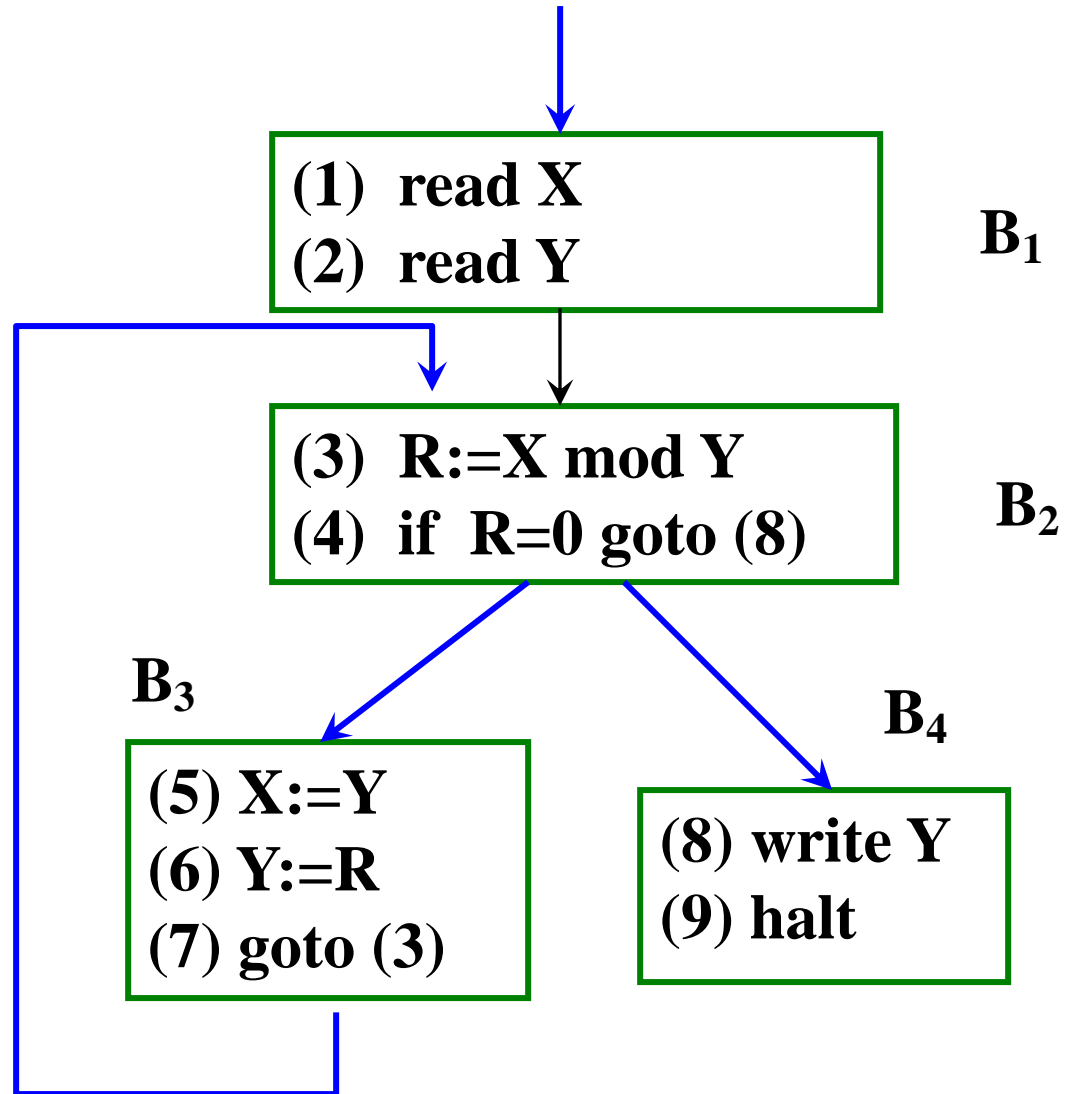 (1) read X
(2) read Y
B₁
(3) R:=X mod Y
(4) if R=0 goto (8)
B₂
B₃
B₄
(5) X:=Y
(6) Y:=R
(7) goto (3)
(8) write Y
(9) halt